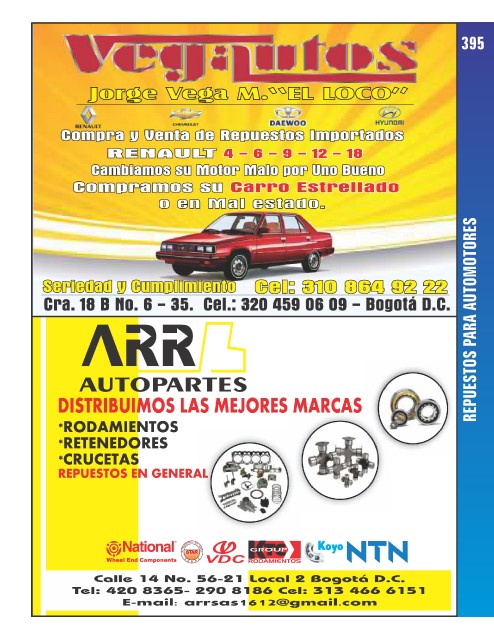 395
REPUESTOS PARA AUTOMOTORES
Vegautos
Jorge Vega M. "EL LOCO"
RENAULT CHEVROLET DAEWOO HYUNDAI
Compra y Venta de Repuestos Importados
RENAULT 4 - 6 - 9 - 12 - 18
Cambiamos su Motor Malo por Uno Bueno
Compramos su Carro Estrellado
o en Mal estado.
Seriedad y Cumplimiento Cel: 310 864 92 22
Cra. 18 B No. 6 - 35. Cel.: 320 459 06 09 - Bogotá D.C.
ARR L
AUTOPARTES
DISTRIBUIMOS LAS MEJORES MARCAS
•RODAMIENTOS
•RETENEDORES
•CRUCETAS
REPUESTOS EN GENERAL
National
Wheel End Components
STAR
VDC
GROUP
RODAMIENTOS
Koyo
NTN
Calle 14 No. 56-21 Local 2 Bogotá D.C.
Tel: 420 8365- 290 8186 Cel: 313 466 6151
E-mail: arrsas1612@gmail.com